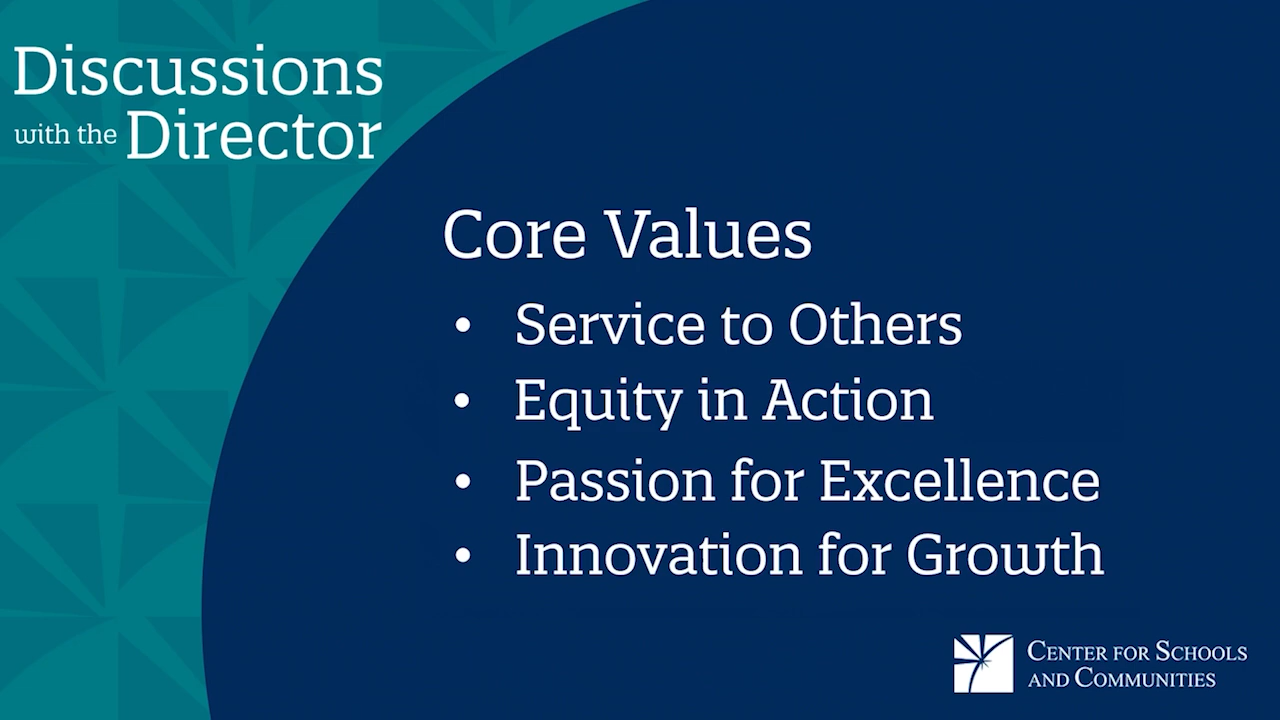 Discussions
with the Director
Core Values
• Service to Others
• Equity in Action
• Passion for Excellence
• Innovation for Growth
CENTER FOR SCHOOLS
AND COMMUNITIES